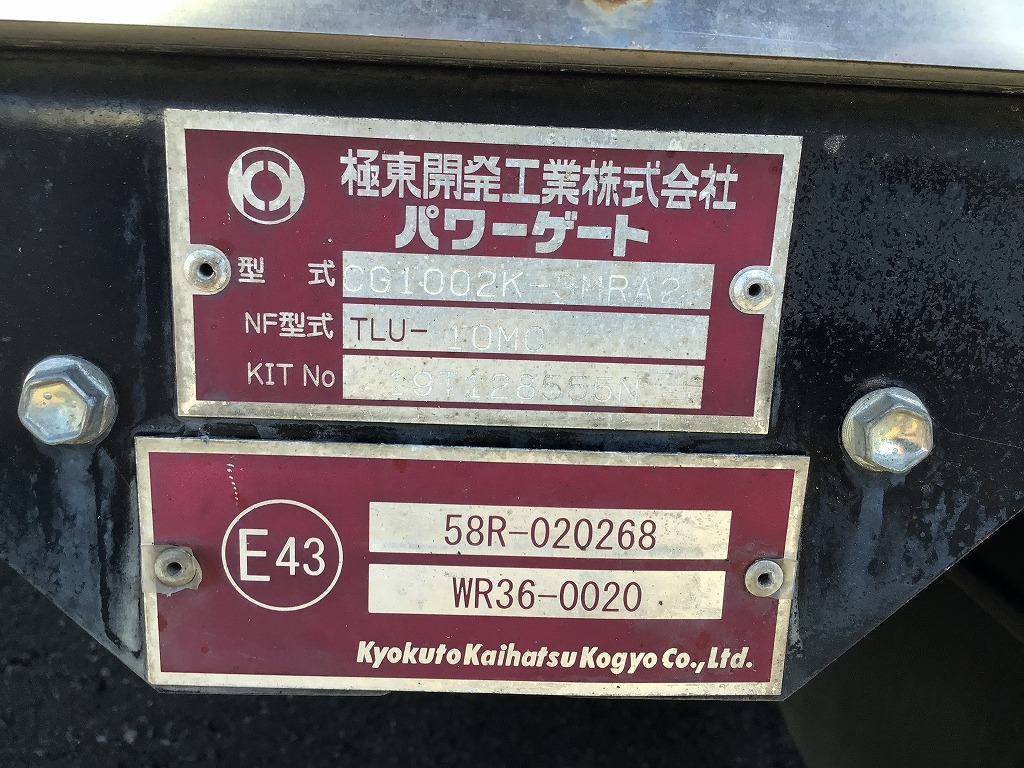 極東開発工業株式会社
パワーゲート
型 式 CG1002K-3MRA2
NF型式 TLU- 10MC
KIT No 19T128555N
E43
58R-020268
WR36-0020
Kyokuto Kaihatsu Kogyo Co., Ltd.